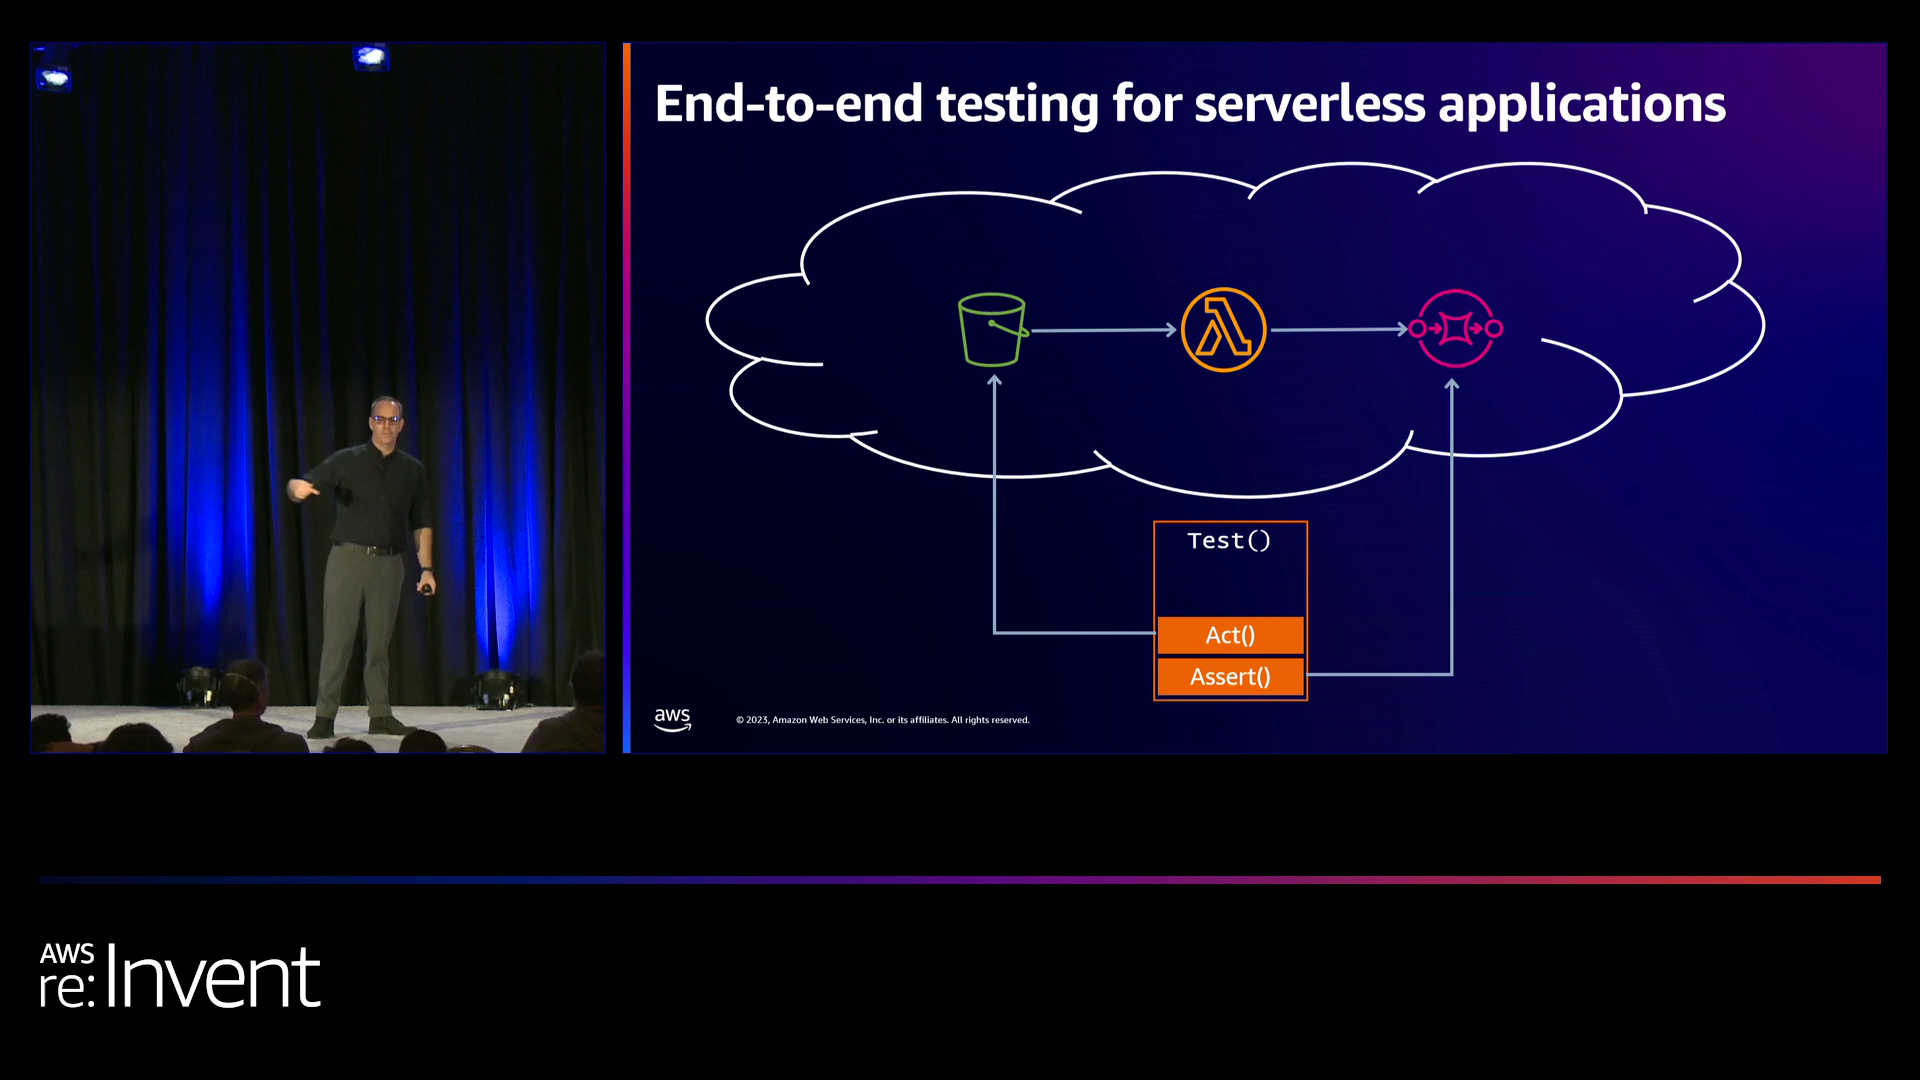 End-to-end testing for serverless applications
Test()
Act()
Assert()
aws
© 2023, Amazon Web Services, Inc. or its affiliates. All rights reserved.
AWS
re:Invent